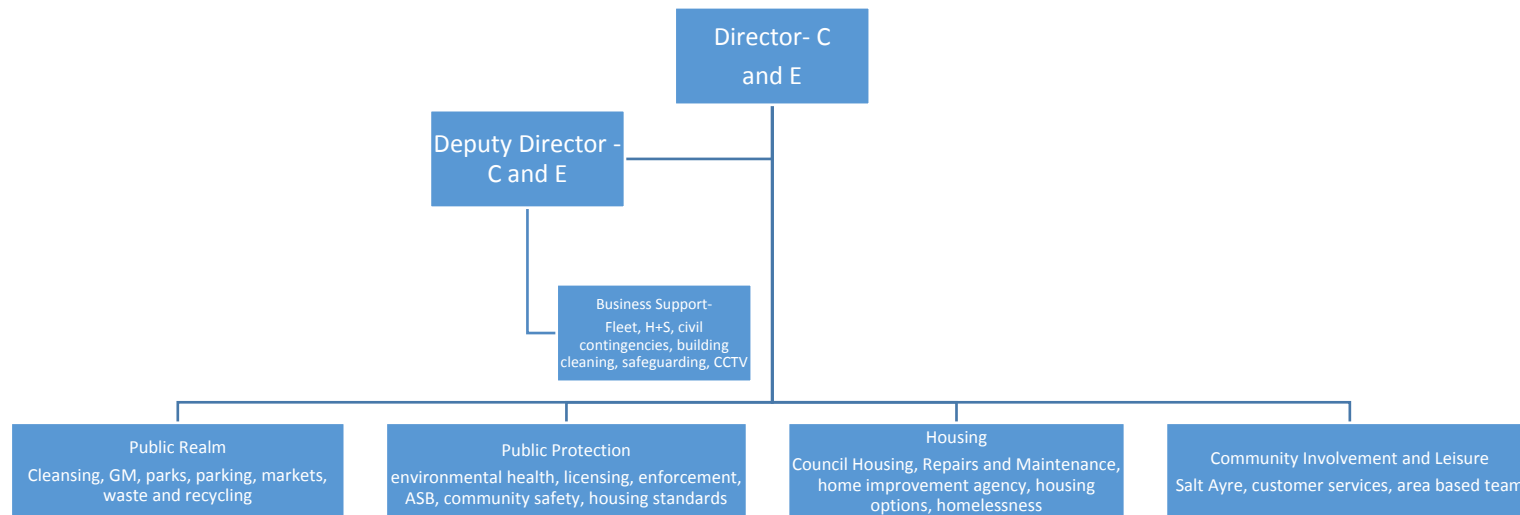 Director- C
and E
Deputy Director -
C and E
Business Support-
Fleet, H+S, civil
contingencies, building
cleaning, safeguarding, CCTV
Public Realm
Cleansing, GM, parks, parking, markets,
waste and recycling
Public Protection
environmental health, licensing, enforcement,
ASB, community safety, housing standards
Housing
Council Housing, Repairs and Maintenance,
home improvement agency, housing
options, homelessness
Community Involvement and Leisure
Salt Ayre, customer services, area based team